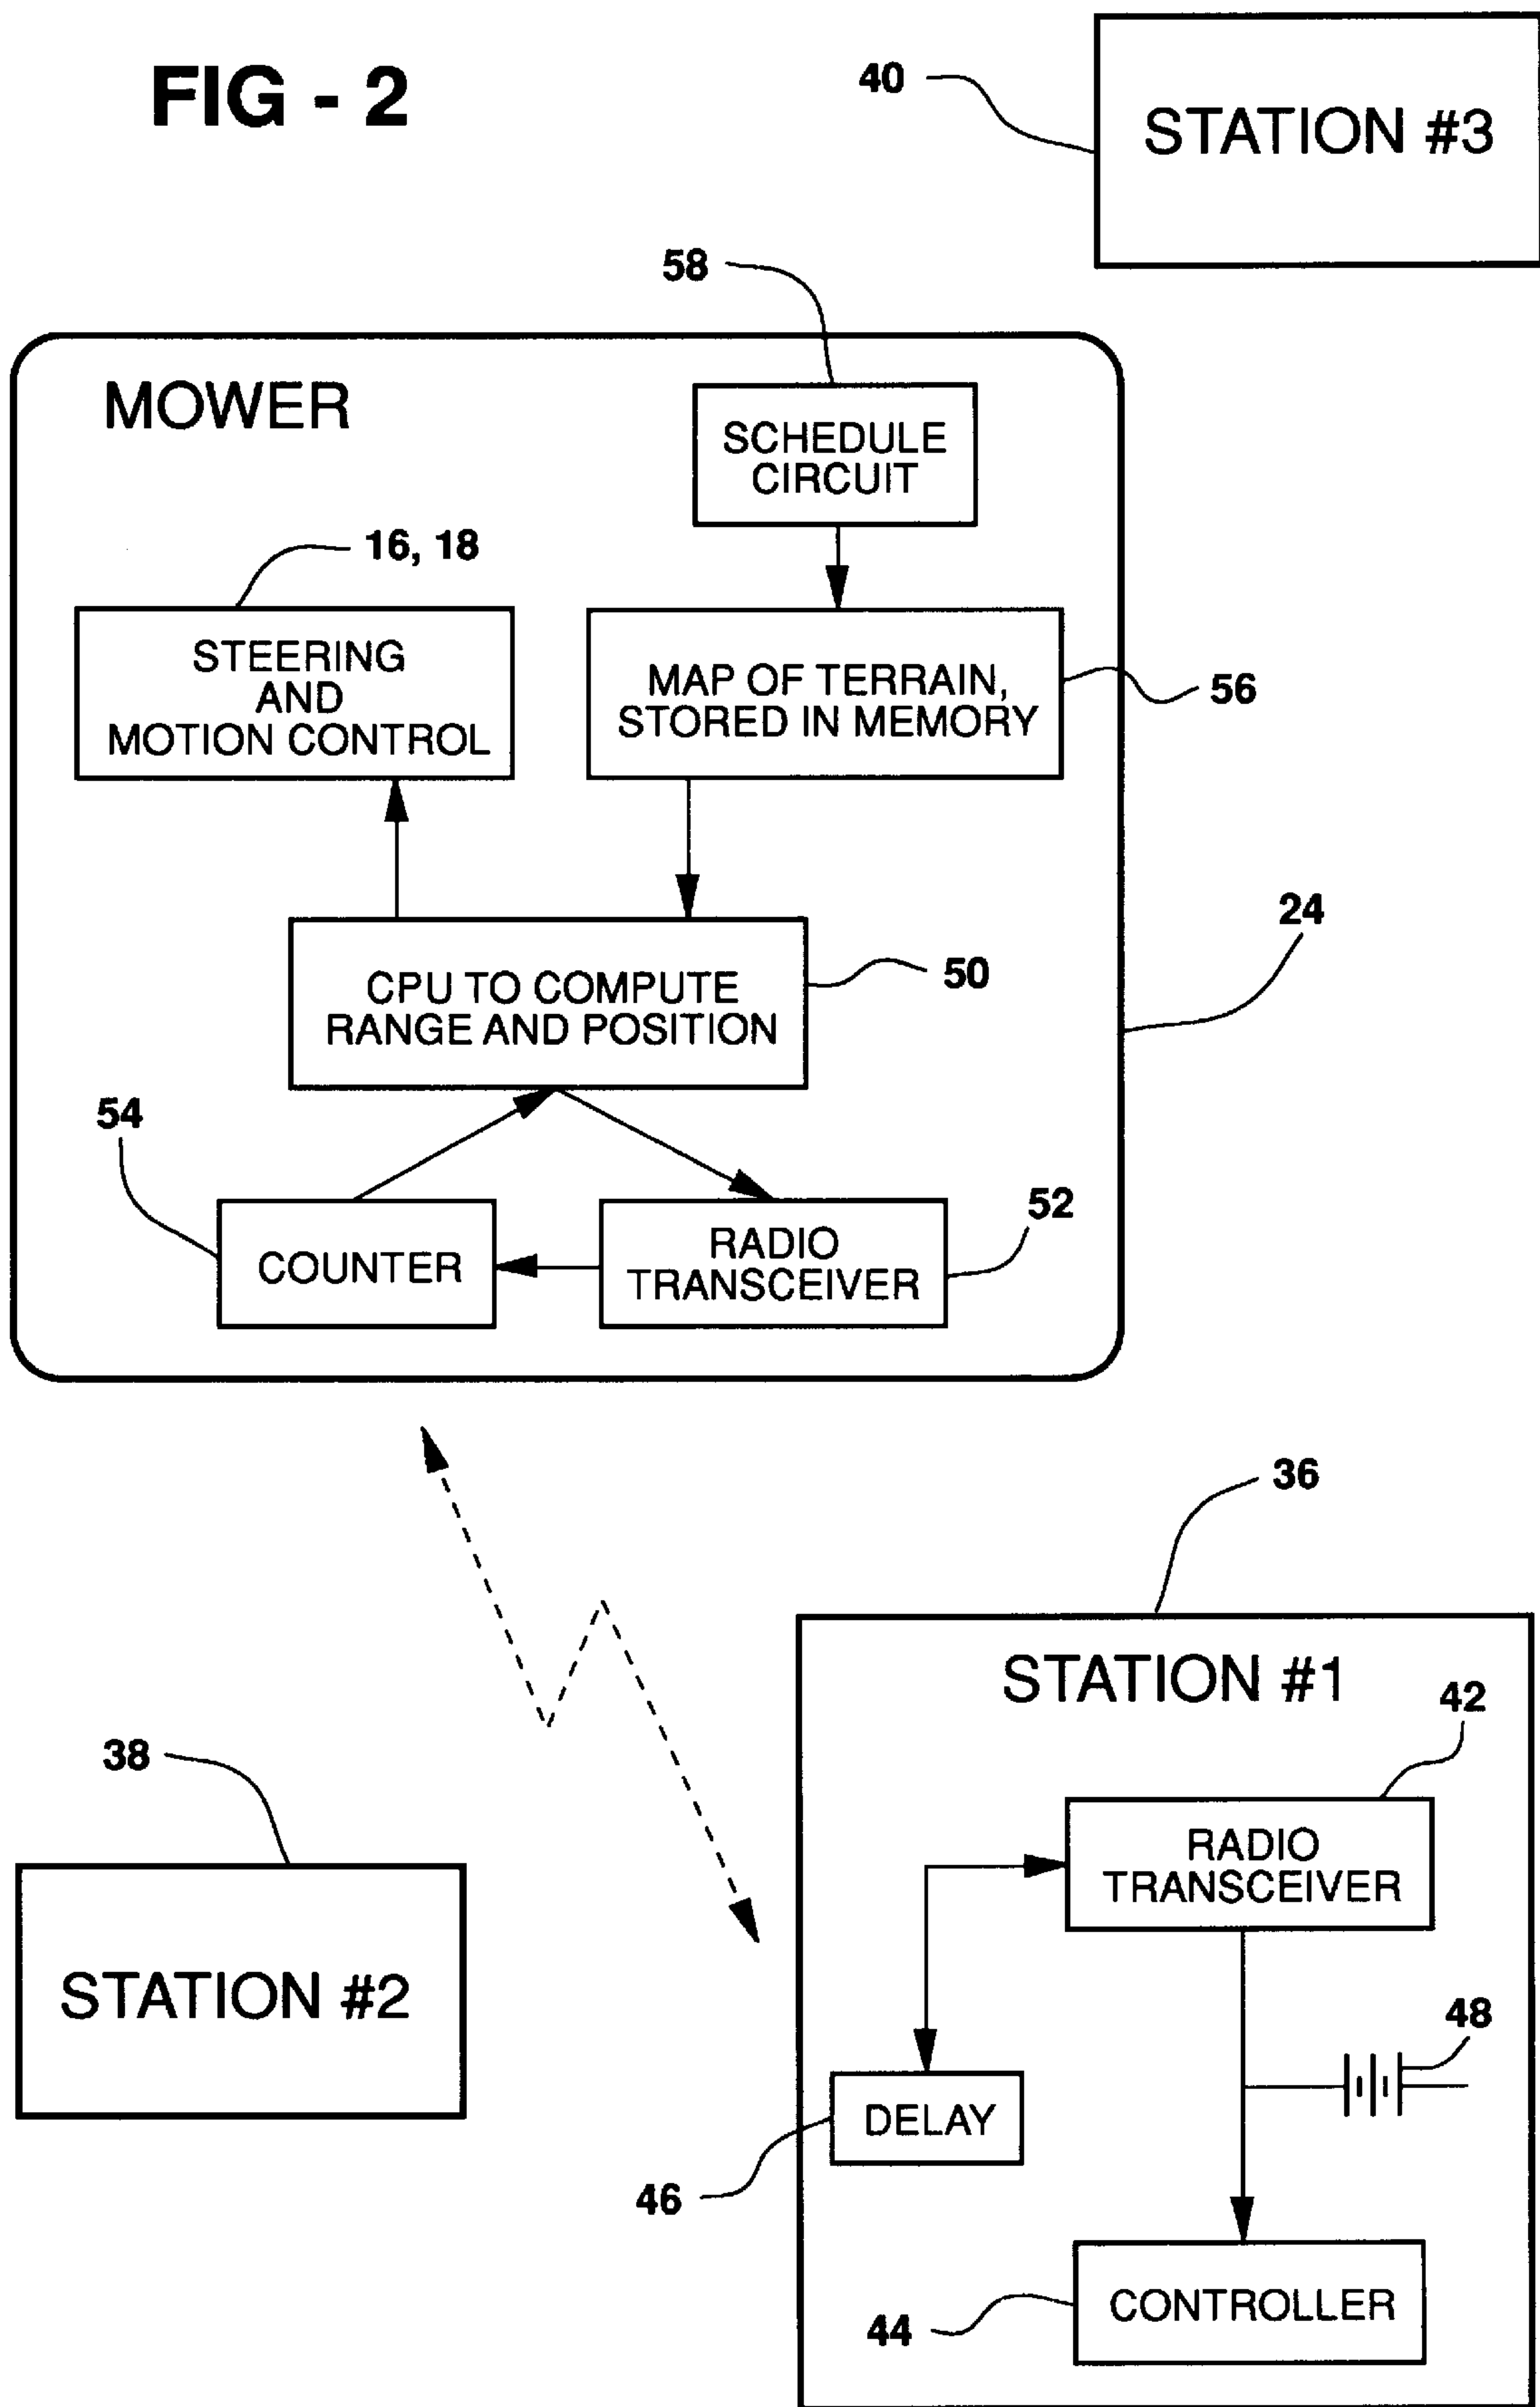 FIG - 2
40
STATION #3
58
MOWER
SCHEDULE
CIRCUIT
16, 18
STEERING
AND
MOTION CONTROL
MAP OF TERRAIN,
STORED IN MEMORY
56
24
CPU TO COMPUTE
RANGE AND POSITION
50
54
52
COUNTER
RADIO
TRANSCEIVER
36
STATION #1
42
38
RADIO
TRANSCEIVER
STATION #2
48
DELAY
46
CONTROLLER
44